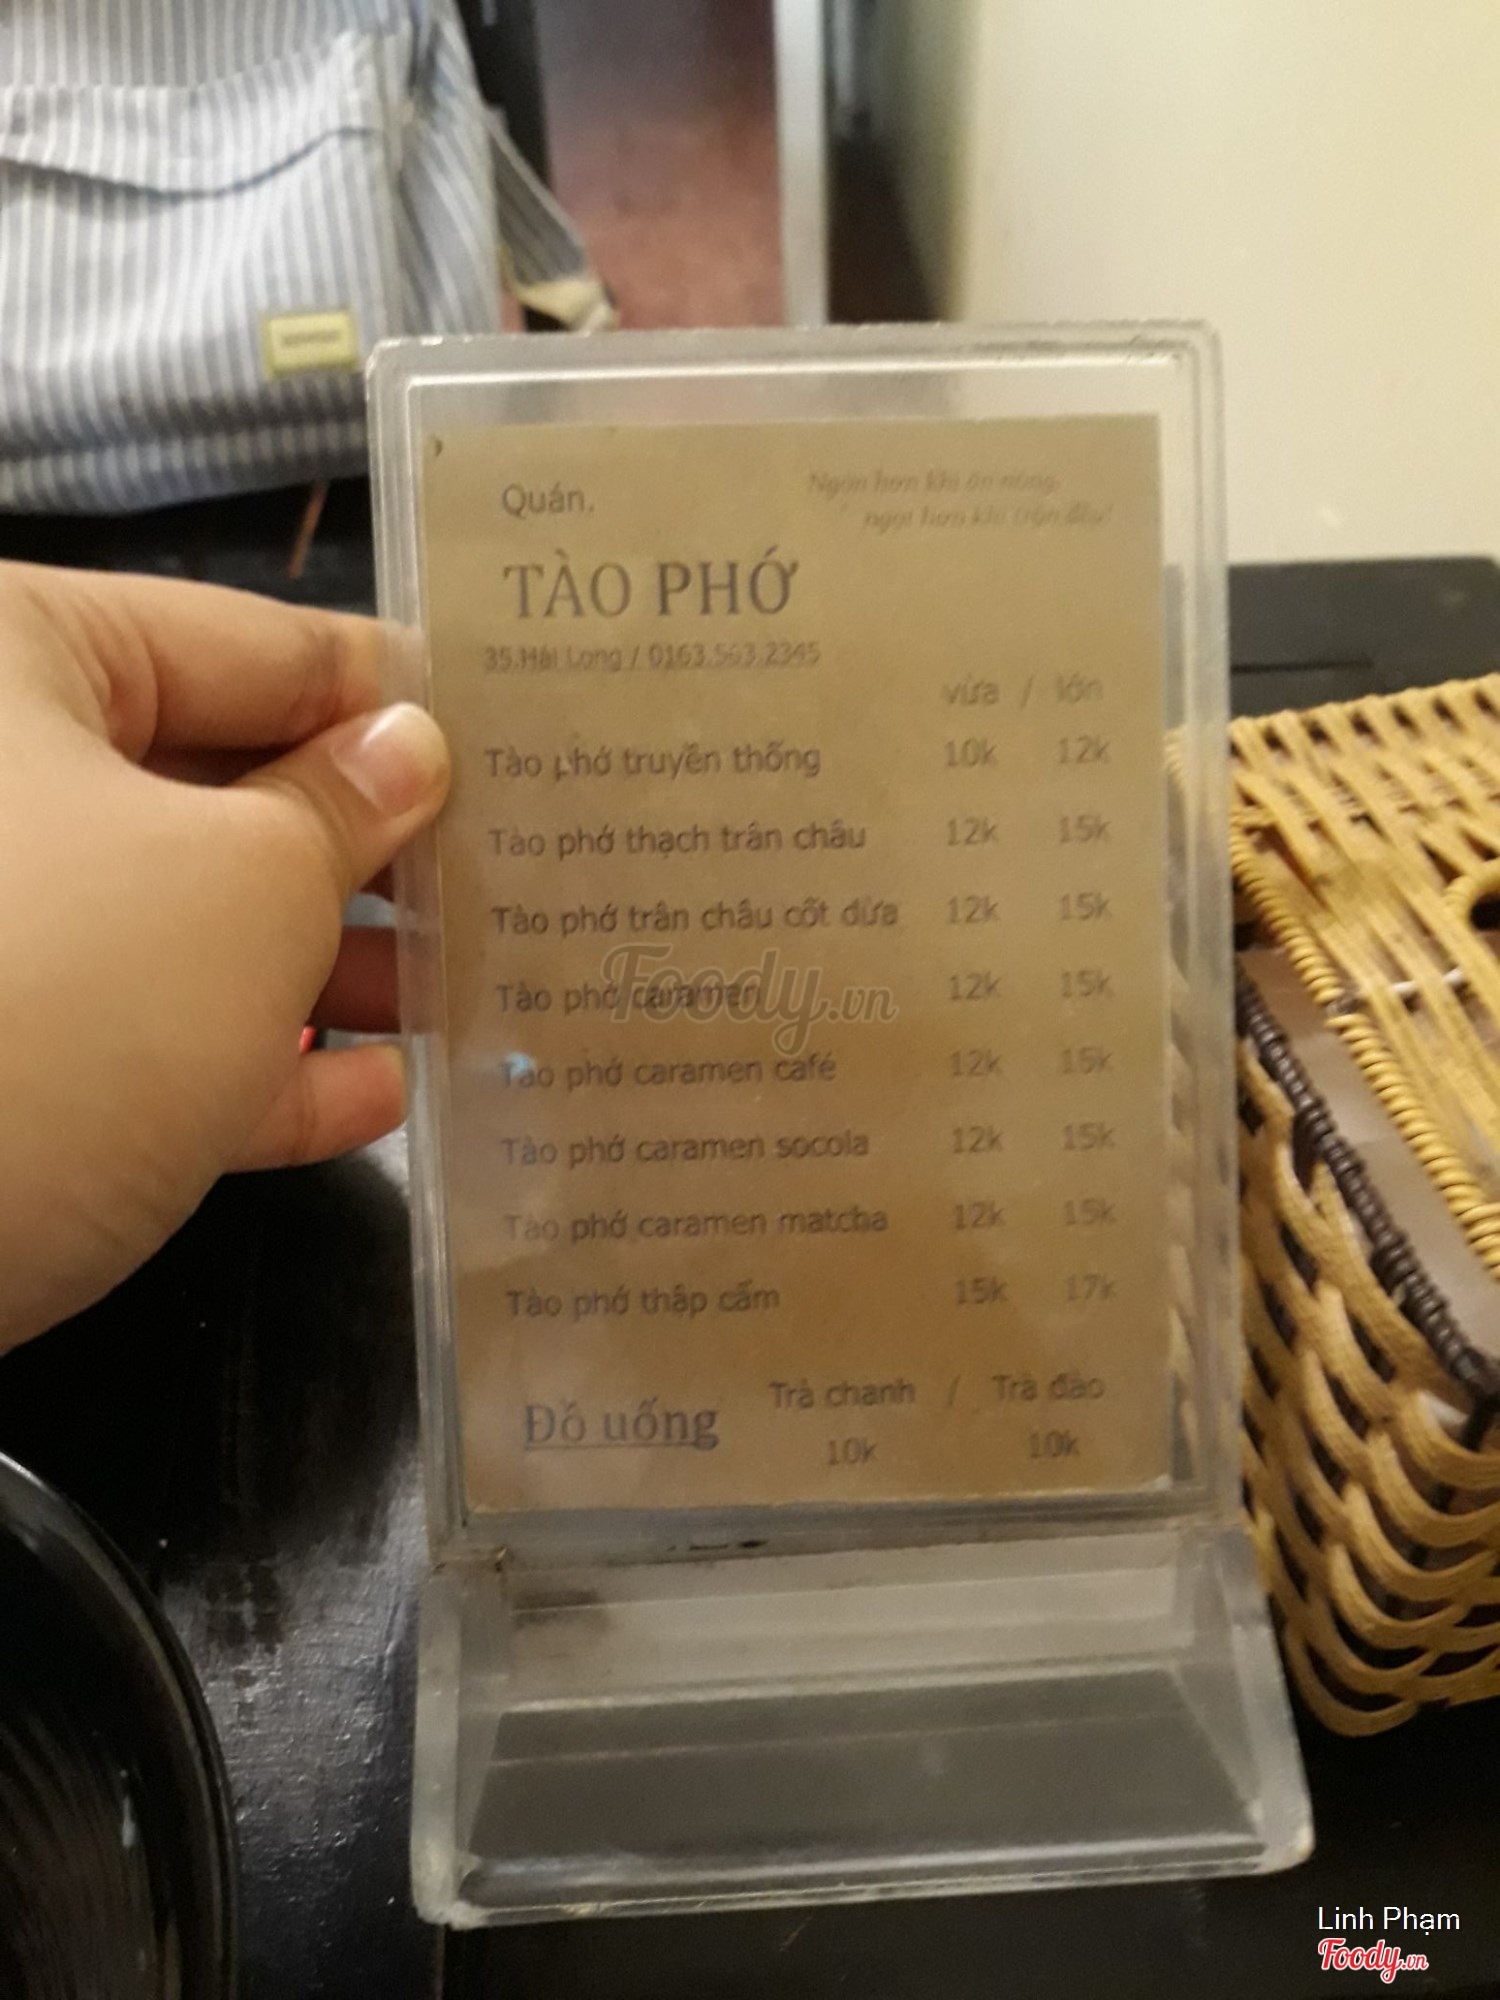 Quán.
Ngon hơn khi ăn nóng,
ngọt hơn khi trộn đều!
TÀO PHỚ
35.Hải Long / 0163.563.2345
vừa / lớn
Tào phớ truyền thống 10k 12k
Tào phớ thạch trân châu 12k 15k
Tào phớ trân châu cốt dừa 12k 15k
Tào phớ caramen 12k 15k
Tào phớ caramen café 12k 15k
Tào phớ caramen socola 12k 15k
Tào phớ caramen matcha 12k 15k
Tào phớ thập cẩm 15k 17k
Đồ uống
Trà chanh / Trà đào
10k 10k
Foody.vn
Linh Phạm
Foody.vn